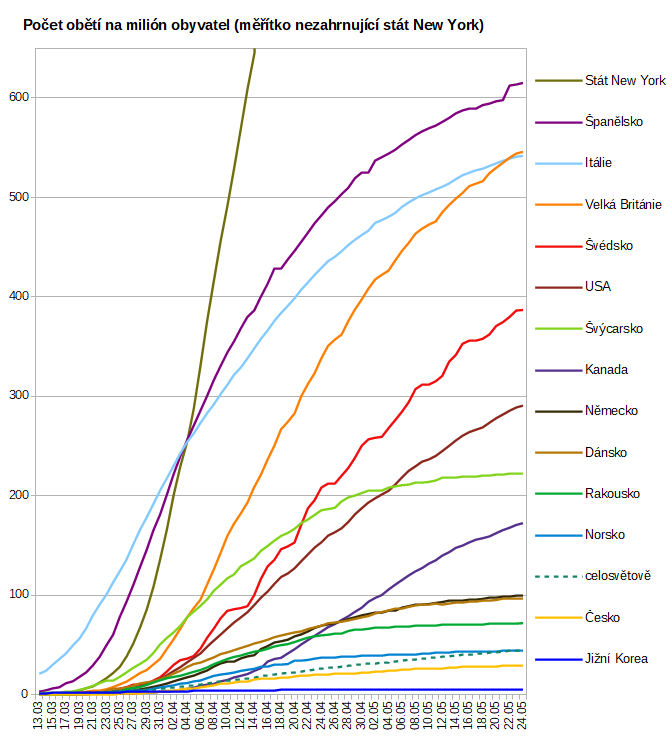 Počet obětí na milión obyvatel (měřítko nezahrnující stát New York)
600
500
400
300
200
100
0
Stát New York
Španělsko
Itálie
Velká Británie
Švédsko
USA
Švýcarsko
Kanada
Německo
Dánsko
Rakousko
Norsko
celosvětově
Česko
Jižní Korea
13.03
15.03
17.03
19.03
21.03
23.03
25.03
27.03
29.03
31.03
02.04
04.04
06.04
08.04
10.04
12.04
14.04
16.04
18.04
20.04
22.04
24.04
26.04
28.04
30.04
02.05
04.05
06.05
08.05
10.05
12.05
14.05
16.05
18.05
20.05
22.05
24.05